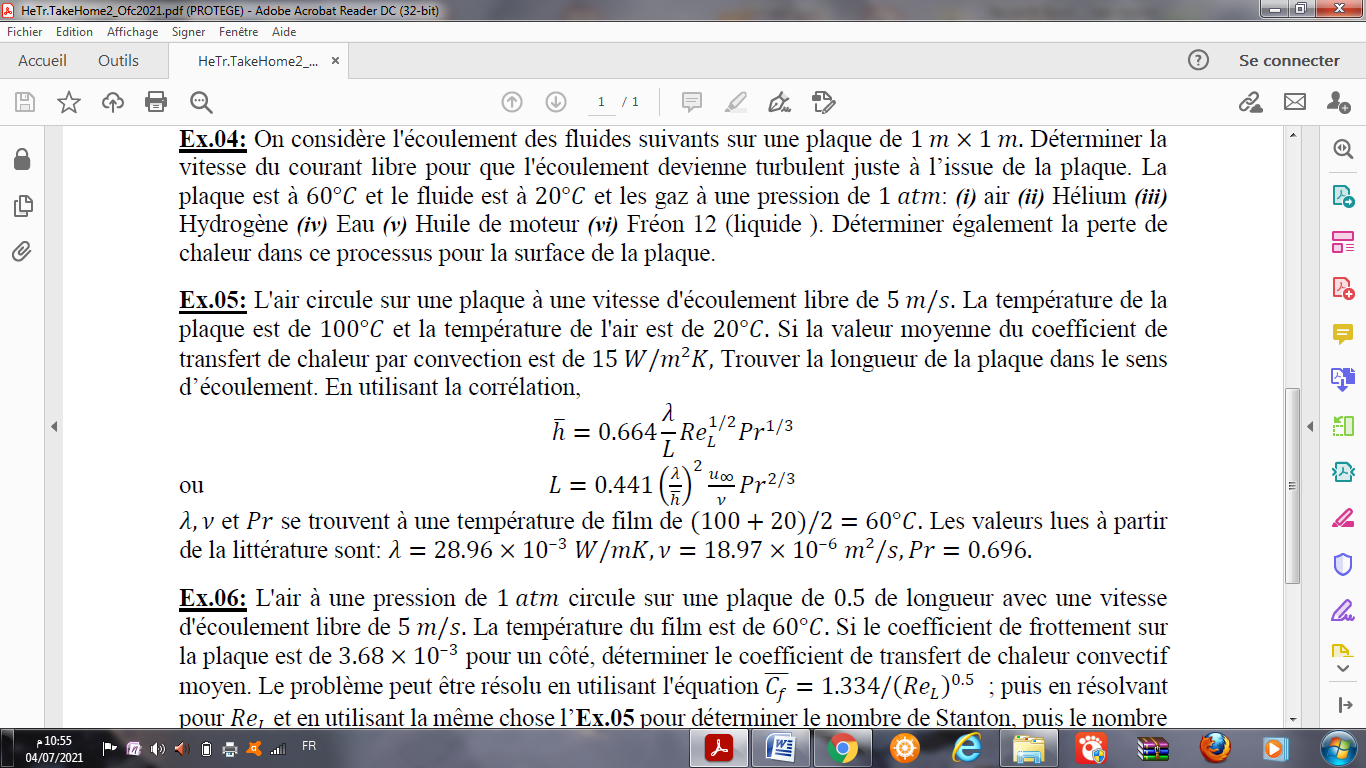 HeTr.TakeHome2_Ofc2021.pdf (PROTEGE) - Adobe Acrobat Reader DC (32-bit)
Fichier Edition Affichage Signer Fenêtre Aide
Accueil Outils HeTr.TakeHome2_... × Se connecter
1 / 1
Ex.04: On considère l'écoulement des fluides suivants sur une plaque de 1 m × 1 m. Déterminer la
vitesse du courant libre pour que l'écoulement devienne turbulent juste à l’issue de la plaque. La
plaque est à 60°C et le fluide est à 20°C et les gaz à une pression de 1 atm: (i) air (ii) Hélium (iii)
Hydrogène (iv) Eau (v) Huile de moteur (vi) Fréon 12 (liquide ). Déterminer également la perte de
chaleur dans ce processus pour la surface de la plaque.
Ex.05: L'air circule sur une plaque à une vitesse d'écoulement libre de 5 m/s. La température de la
plaque est de 100°C et la température de l'air est de 20°C. Si la valeur moyenne du coefficient de
transfert de chaleur par convection est de 15 W/m²K, Trouver la longueur de la plaque dans le sens
d’écoulement. En utilisant la corrélation,
h̅ = 0.664 λ/L Re_L^{1/2} Pr^{1/3}
ou L = 0.441 (λ/h̅)² u∞/ν Pr^{2/3}
λ, ν et Pr se trouvent à une température de film de (100 + 20)/2 = 60°C. Les valeurs lues à partir
de la littérature sont: λ = 28.96 × 10⁻³ W/mK, ν = 18.97 × 10⁻⁶ m²/s, Pr = 0.696.
Ex.06: L'air à une pression de 1 atm circule sur une plaque de 0.5 de longueur avec une vitesse
d'écoulement libre de 5 m/s. La température du film est de 60°C. Si le coefficient de frottement sur
la plaque est de 3.68 × 10⁻³ pour un côté, déterminer le coefficient de transfert de chaleur convectif
moyen. Le problème peut être résolu en utilisant l'équation C̅_f = 1.334/(Re_L)^{0.5} ; puis en résolvant
pour Re_L et en utilisant la même chose l’Ex.05 pour déterminer le nombre de Stanton, puis le nombre
FR
10:55 م
04/07/2021